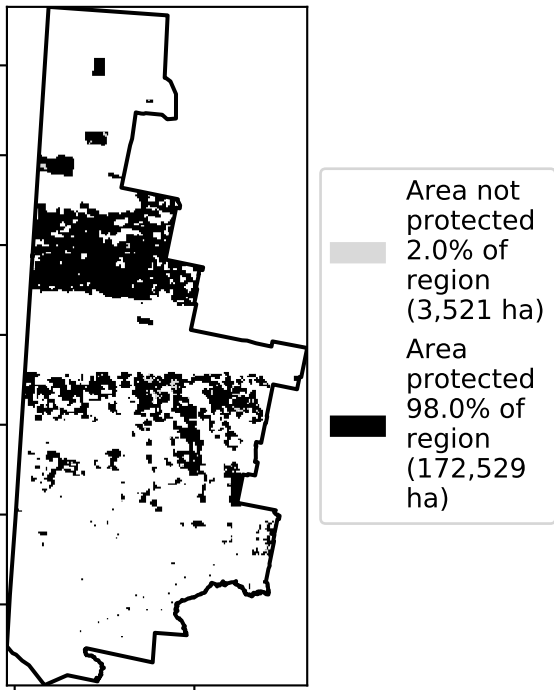 Area not
protected
2.0% of
region
(3,521 ha)
Area
protected
98.0% of
region
(172,529
ha)